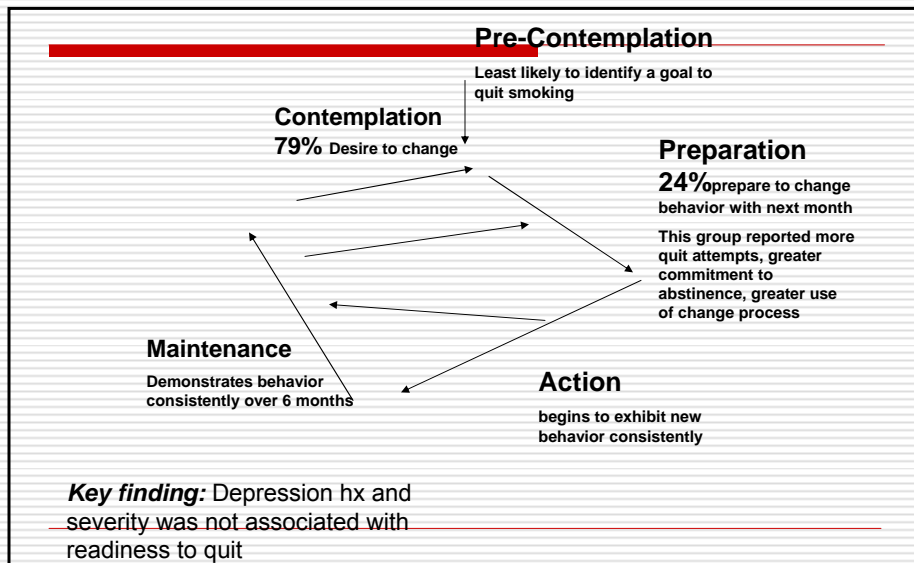 Pre-Contemplation
Least likely to identify a goal to
quit smoking
Contemplation
79% Desire to change
Preparation
24%prepare to change
behavior with next month
This group reported more
quit attempts, greater
commitment to
abstinence, greater use
of change process
Maintenance
Demonstrates behavior
consistently over 6 months
Action
begins to exhibit new
behavior consistently
Key finding: Depression hx and
severity was not associated with
readiness to quit